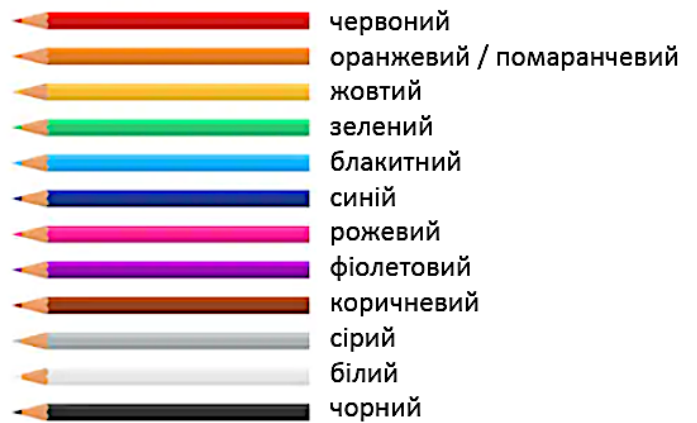 червоний
оранжевий / помаранчевий
жовтий
зелений
блакитний
синій
рожевий
фіолетовий
коричневий
сірий
білий
чорний